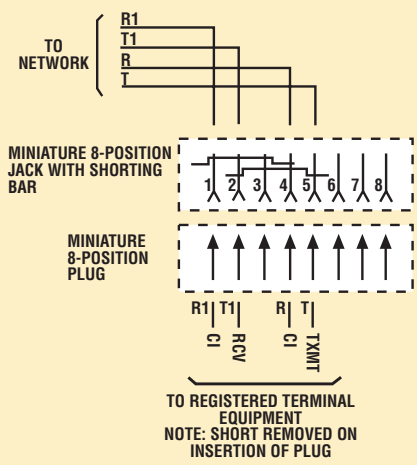 R1
T1
R
T
TO
NETWORK
MINIATURE 8-POSITION
JACK WITH SHORTING
BAR
1 2 3 4 5 6 7 8
MINIATURE
8-POSITION
PLUG
R1 T1 R T
CI RCV CI TXMT
TO REGISTERED TERMINAL
EQUIPMENT
NOTE: SHORT REMOVED ON
INSERTION OF PLUG